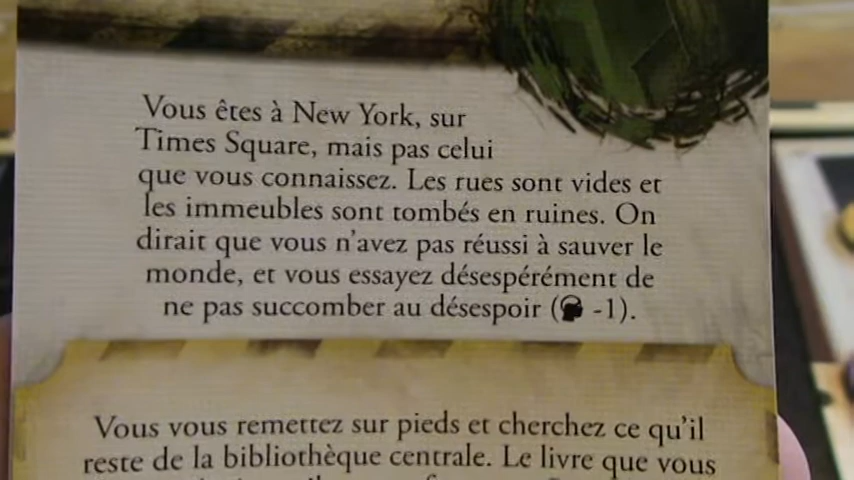 Vous êtes à New York, sur
Times Square, mais pas celui
que vous connaissez. Les rues sont vides et
les immeubles sont tombés en ruines. On
dirait que vous n'avez pas réussi à sauver le
monde, et vous essayez désespérément de
ne pas succomber au désespoir ( -1).
Vous vous remettez sur pieds et cherchez ce qu'il
reste de la bibliothèque centrale. Le livre que vous